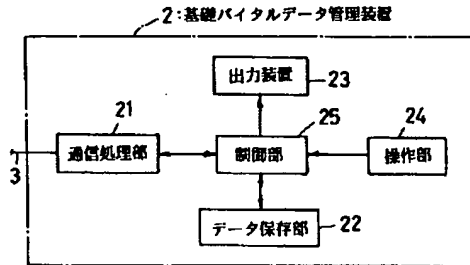 2:基礎バイタルデータ管理装置
出力装置
23
21
25
24
通信処理部
制御部
操作部
3
データ保存部
22